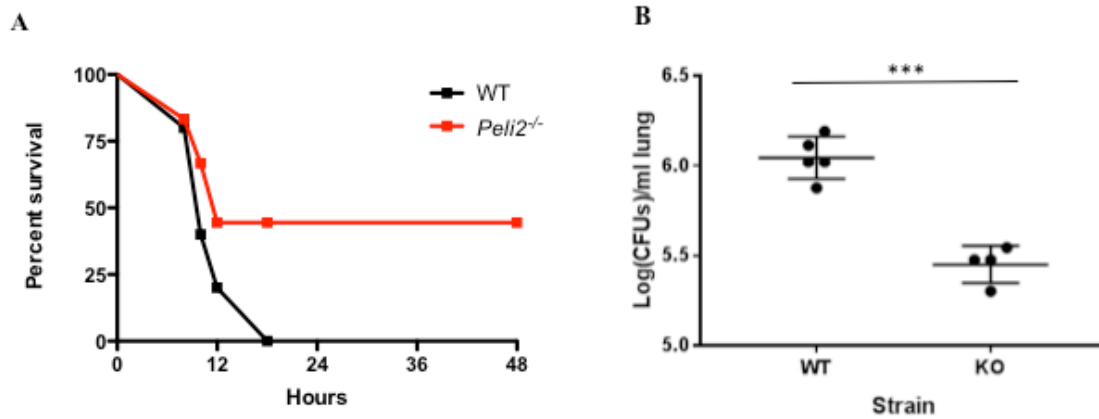 A
100
75
50
25
0
Percent survival
0 12 24 36 48
Hours
WT
Peli2-/-
B
***
6.5
6.0
5.5
5.0
Log(CFUs)/ml lung
WT KO
Strain